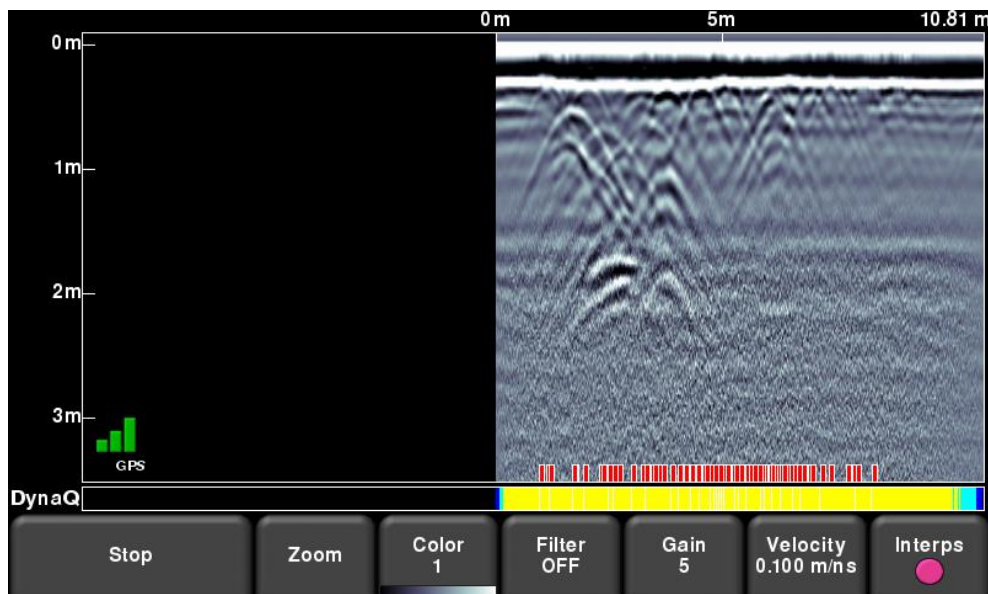 0m 5m 10.81 m
0m
1m
2m
3m
GPS
DynaQ
Stop Zoom Color 1 Filter OFF Gain 5 Velocity 0.100 m/ns Interps